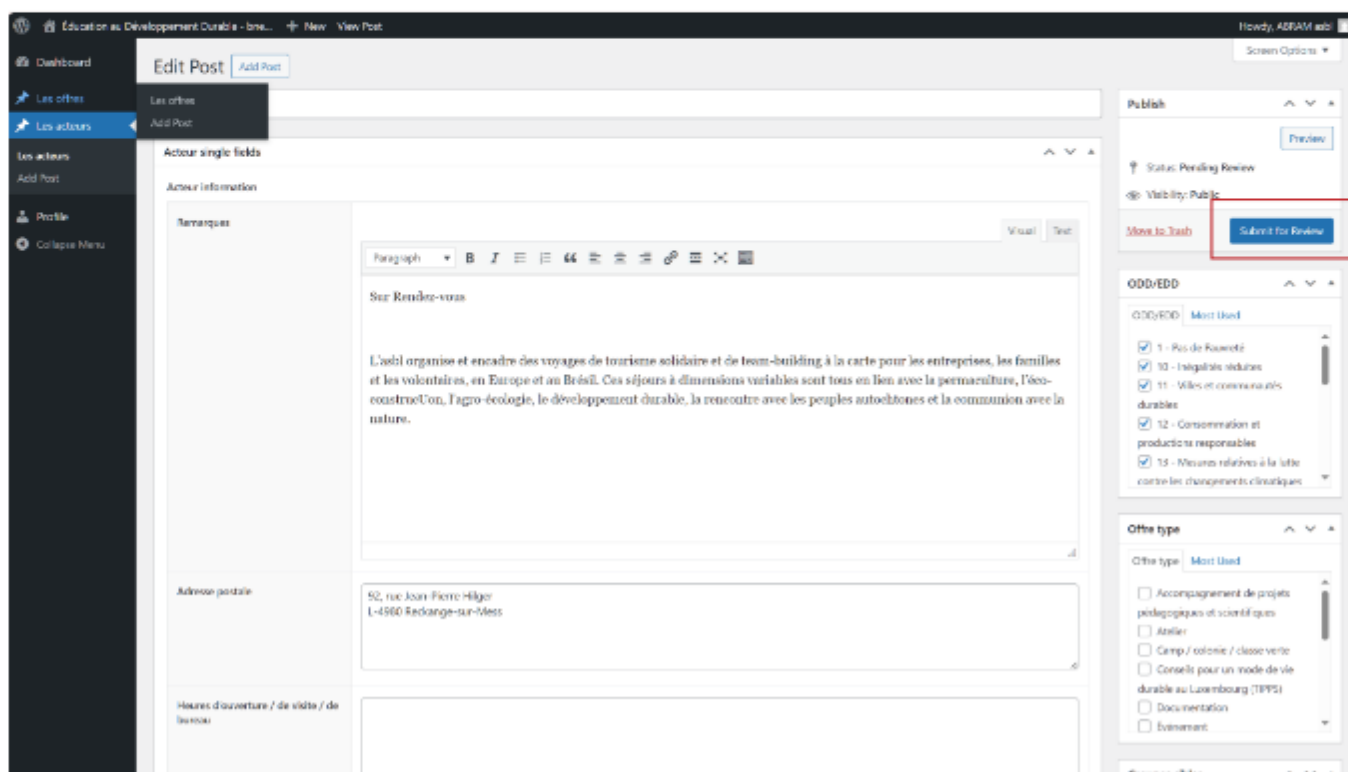 Éducation au Développement Durable - bne... + New View Post
Howdy, ABRAM asbl
Screen Options ▼
Dashboard
Les offres
Les acteurs
Les acteurs
Add Post
Profile
Collapse Menu
Edit Post Add Post
Les offres
Add Post
Acteur single fields
Acteur information
Remarques
Visual Text
Paragraph
Sur Rendez-vous
L'asbl organise et encadre des voyages de tourisme solidaire et de team-building à la carte pour les entreprises, les familles
et les volontaires, en Europe et au Brésil. Ces séjours à dimensions variables sont tous en lien avec la permaculture, l'éco-
construcU'on, l'agro-écologie, le développement durable, la rencontre avec les peuples autochtones et la communion avec la
nature.
Adresse postale
92, rue Jean-Pierre Hilger
L-4980 Reckange-sur-Mess
Heures d'ouverture / de visite / de
bureau
Publish
Preview
Status: Pending Review
Visibility: Public
Move to Trash Submit for Review
ODD/EDD
ODD/EDD Most Used
1 - Pas de Pauvreté
10 - Inégalités réduites
11 - Villes et communautés
durables
12 - Consommation et
productions responsables
13 - Mesures relatives à la lutte
contre les changements climatiques
Offre type
Offre type Most Used
Accompagnement de projets
pédagogiques et scientifiques
Atelier
Camp / colonie / classe verte
Conseils pour un mode de vie
durable au Luxembourg (TIPPS)
Documentation
Événement